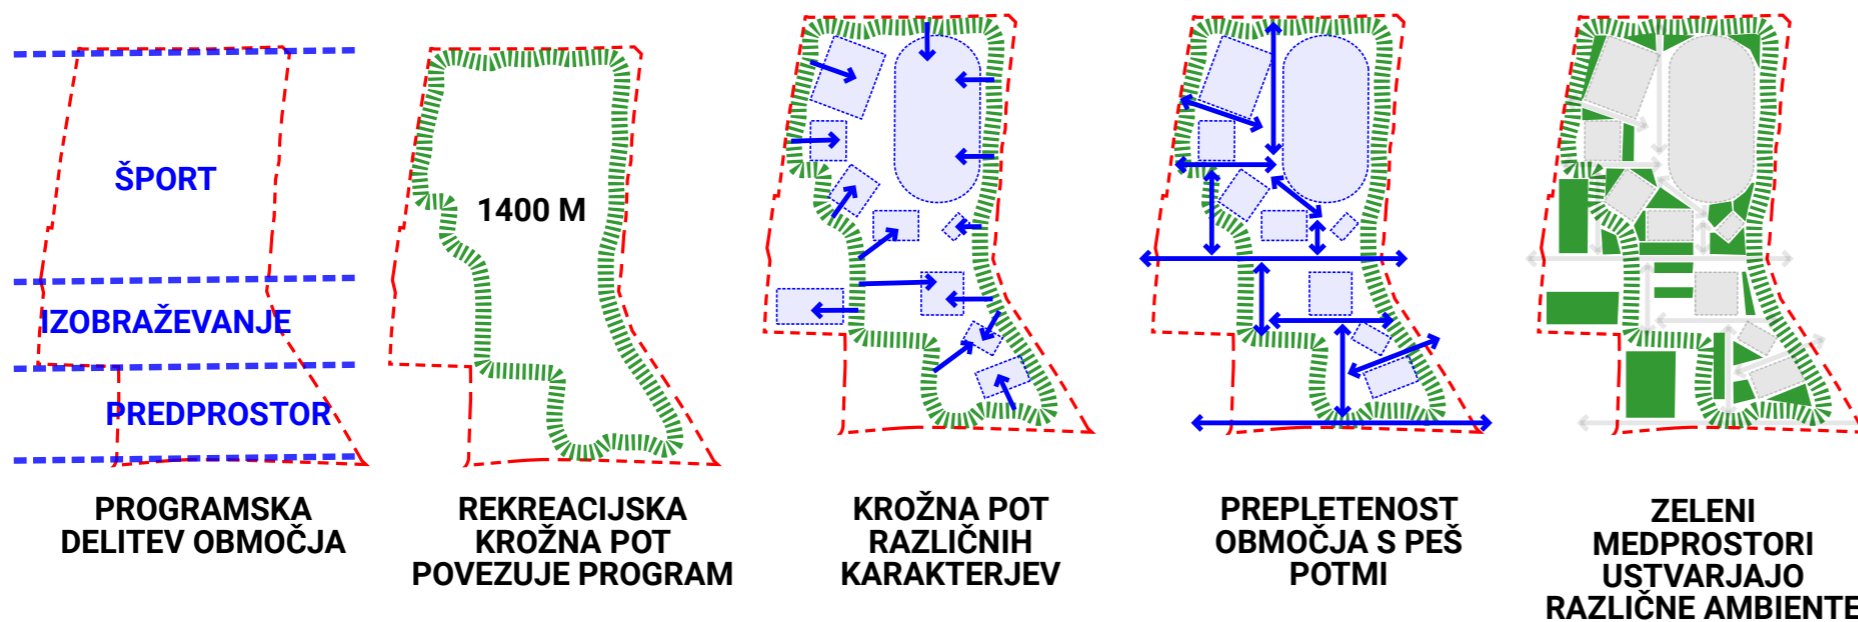 ŠPORT
IZOBRAŽEVANJE
PREDPROSTOR
PROGRAMSKA
DELITEV OBMOČJA
1400 M
REKREACIJSKA
KROŽNA POT
POVEZUJE PROGRAM
KROŽNA POT
RAZLIČNIH
KARAKTERJEV
PREPLETENOST
OBMOČJA S PEŠ
POTMI
ZELENI
MEDPROSTORI
USTVARJAJO
RAZLIČNE AMBIENTE